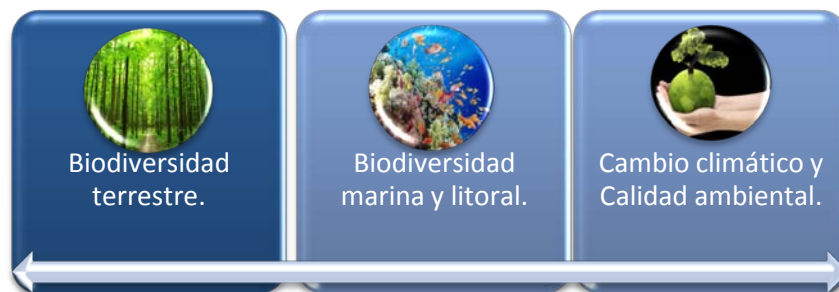 Biodiversidad
terrestre.
Biodiversidad
marina y litoral.
Cambio climático y
Calidad ambiental.